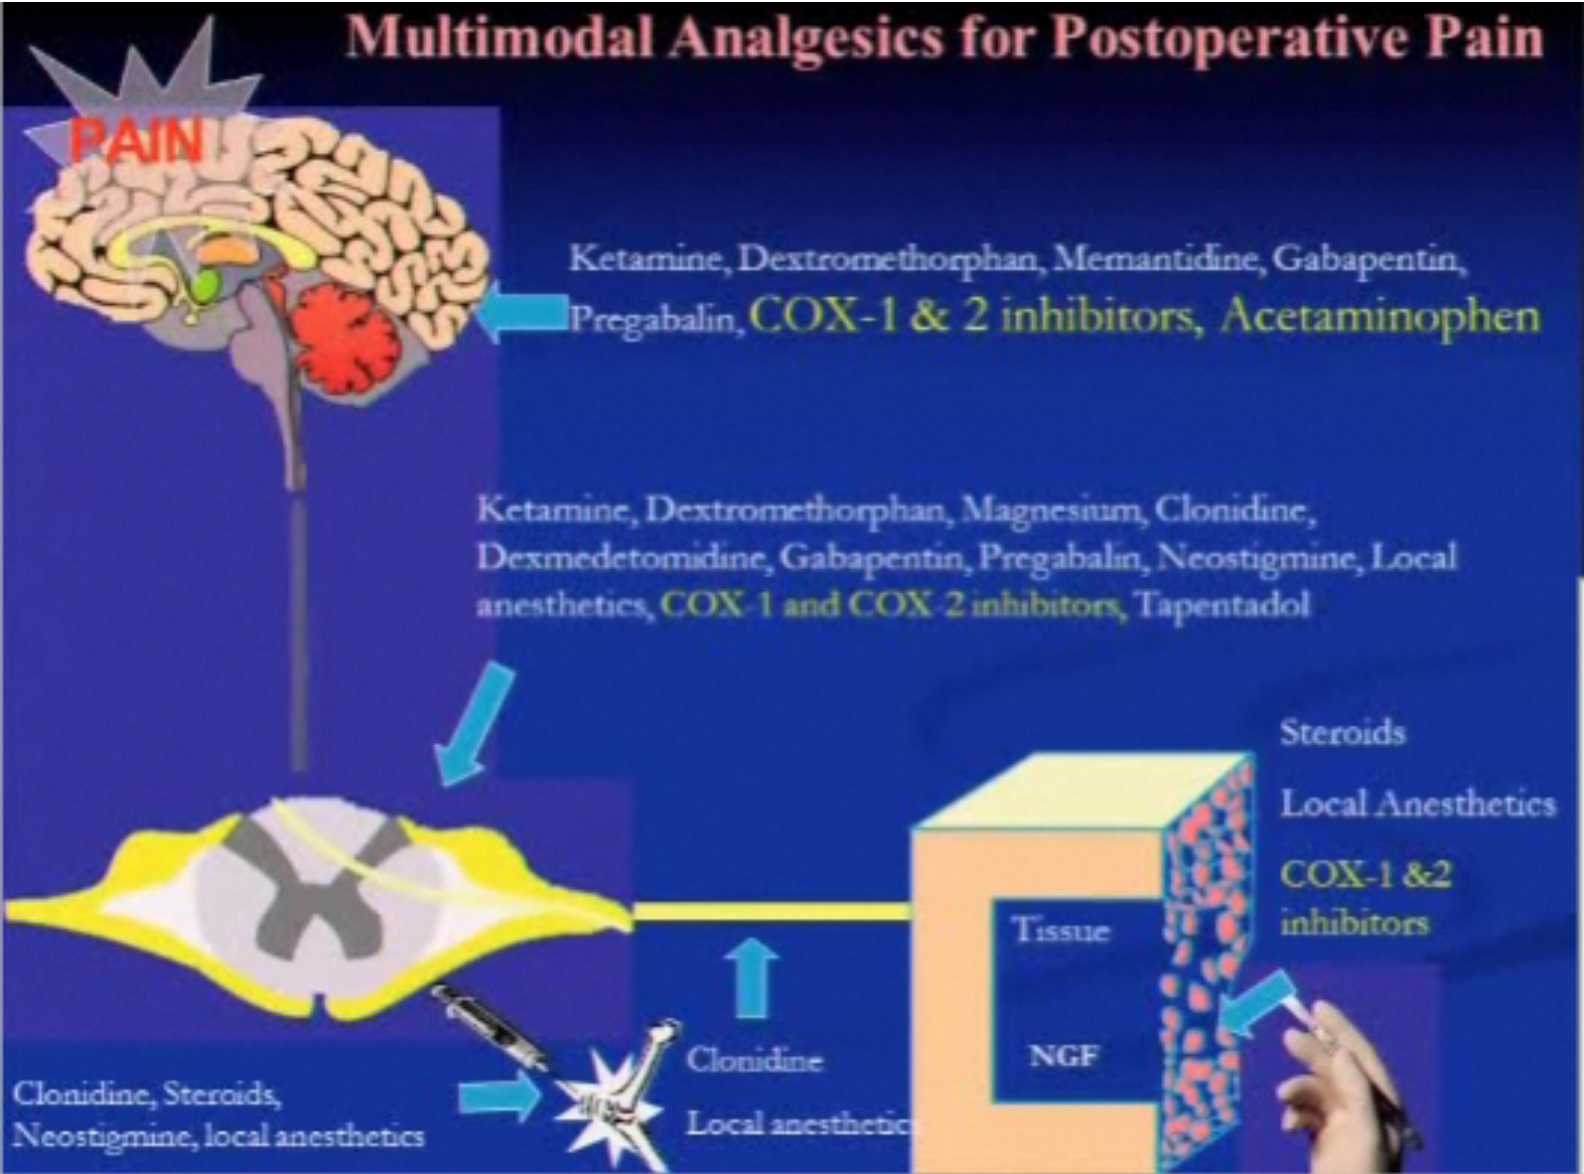 Multimodal Analgesics for Postoperative Pain
PAIN
Ketamine, Dextromethorphan, Memantidine, Gabapentin,
Pregabalin, COX-1 & 2 inhibitors, Acetaminophen
Ketamine, Dextromethorphan, Magnesium, Clonidine,
Dexmedetomidine, Gabapentin, Pregabalin, Neostigmine, Local
anesthetics, COX-1 and COX-2 inhibitors, Tapentadol
Steroids
Local Anesthetics
COX-1 &2
inhibitors
Tissue
NGF
Clonidine
Local anesthetics
Clonidine, Steroids,
Neostigmine, local anesthetics